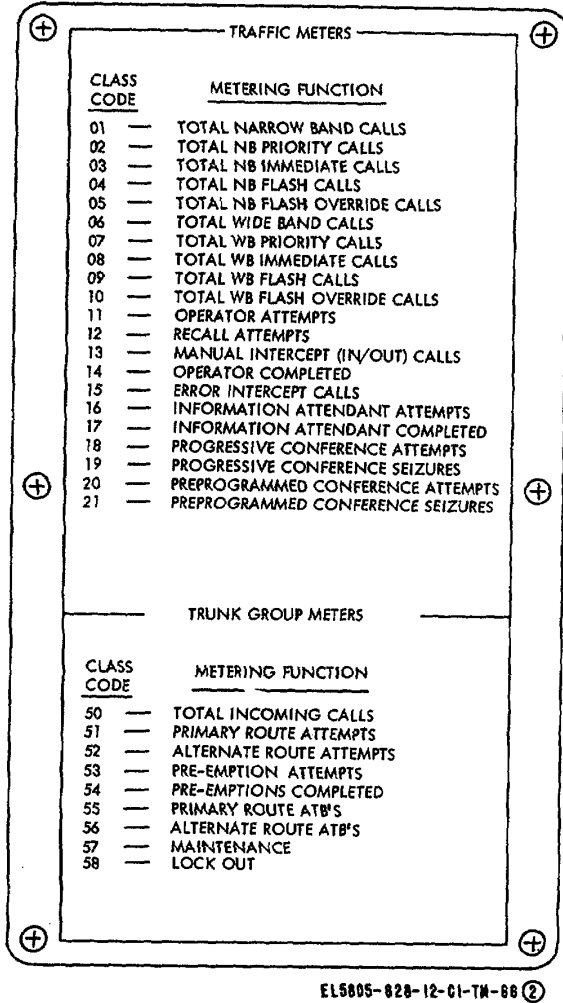 TRAFFIC METERS
CLASS CODE METERING FUNCTION
01 — TOTAL NARROW BAND CALLS
02 — TOTAL NB PRIORITY CALLS
03 — TOTAL NB IMMEDIATE CALLS
04 — TOTAL NB FLASH CALLS
05 — TOTAL NB FLASH OVERRIDE CALLS
06 — TOTAL WIDE BAND CALLS
07 — TOTAL WB PRIORITY CALLS
08 — TOTAL WB IMMEDIATE CALLS
09 — TOTAL WB FLASH CALLS
10 — TOTAL WB FLASH OVERRIDE CALLS
11 — OPERATOR ATTEMPTS
12 — RECALL ATTEMPTS
13 — MANUAL INTERCEPT (IN/OUT) CALLS
14 — OPERATOR COMPLETED
15 — ERROR INTERCEPT CALLS
16 — INFORMATION ATTENDANT ATTEMPTS
17 — INFORMATION ATTENDANT COMPLETED
18 — PROGRESSIVE CONFERENCE ATTEMPTS
19 — PROGRESSIVE CONFERENCE SEIZURES
20 — PREPROGRAMMED CONFERENCE ATTEMPTS
21 — PREPROGRAMMED CONFERENCE SEIZURES
TRUNK GROUP METERS
CLASS CODE METERING FUNCTION
50 — TOTAL INCOMING CALLS
51 — PRIMARY ROUTE ATTEMPTS
52 — ALTERNATE ROUTE ATTEMPTS
53 — PRE-EMPTION ATTEMPTS
54 — PRE-EMPTIONS COMPLETED
55 — PRIMARY ROUTE ATB'S
56 — ALTERNATE ROUTE ATB'S
57 — MAINTENANCE
58 — LOCK OUT
EL5805-628-12-C1-TM-66 ②